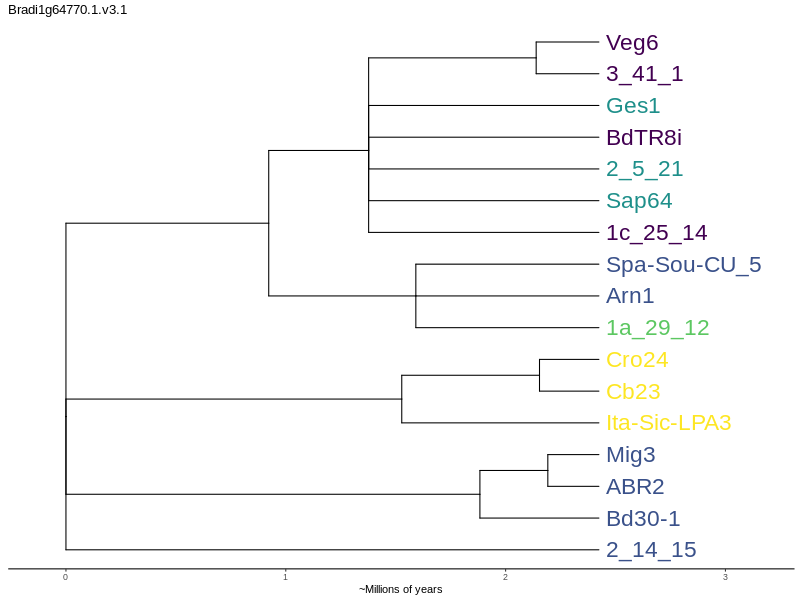 Bradi1g64770.1.v3.1
Veg6
3_41_1
Ges1
BdTR8i
2_5_21
Sap64
1c_25_14
Spa-Sou-CU_5
Arn1
1a_29_12
Cro24
Cb23
Ita-Sic-LPA3
Mig3
ABR2
Bd30-1
2_14_15
0 1 2 3
~Millions of years